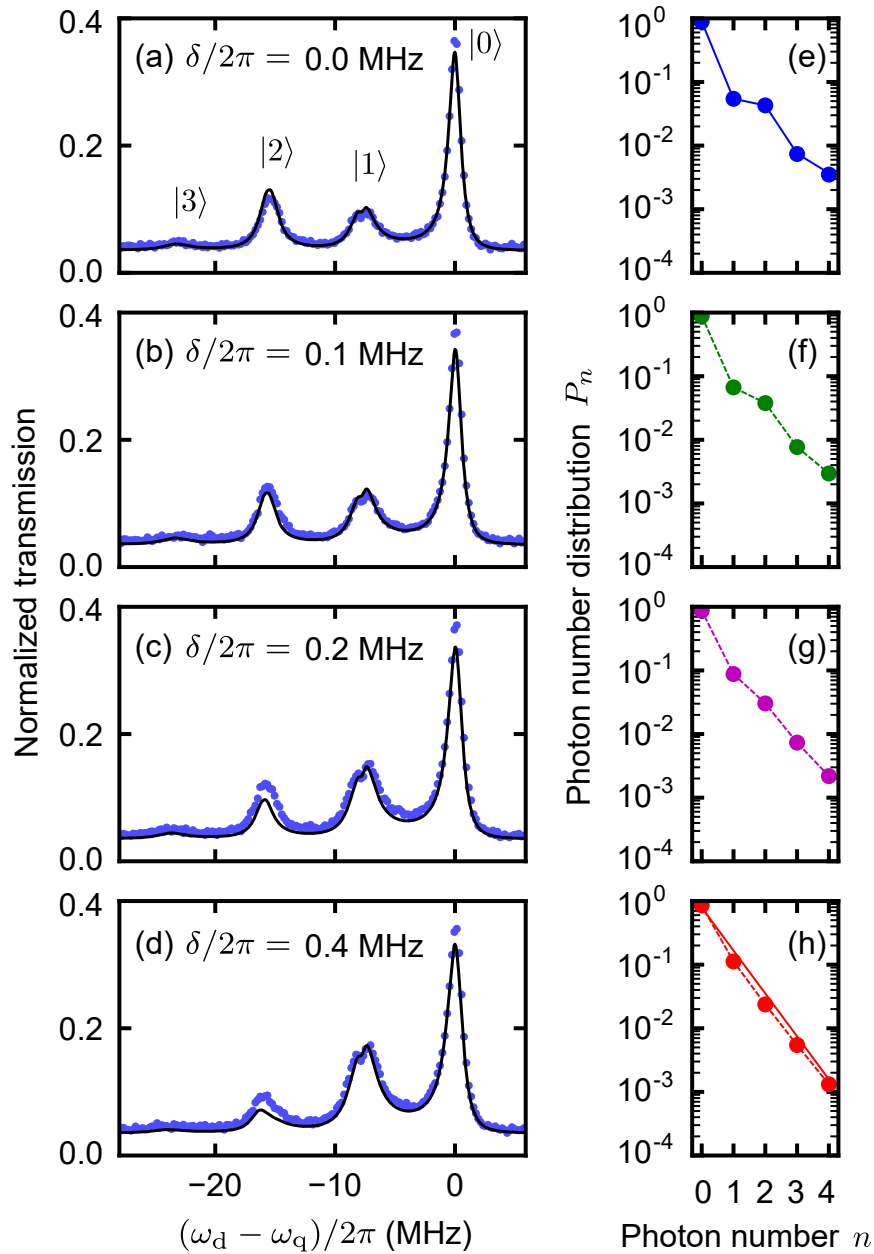 Normalized transmission
(a) δ/2π = 0.0 MHz
|0⟩
|1⟩
|2⟩
|3⟩
0.4
0.2
0.0
(b) δ/2π = 0.1 MHz
0.4
0.2
0.0
(c) δ/2π = 0.2 MHz
0.4
0.2
0.0
(d) δ/2π = 0.4 MHz
0.4
0.2
0.0
−20 −10 0
(ω_d − ω_q)/2π (MHz)
Photon number distribution P_n
(e)
10^0
10^-1
10^-2
10^-3
10^-4
(f)
10^0
10^-1
10^-2
10^-3
10^-4
(g)
10^0
10^-1
10^-2
10^-3
10^-4
(h)
10^0
10^-1
10^-2
10^-3
10^-4
0 1 2 3 4
Photon number n